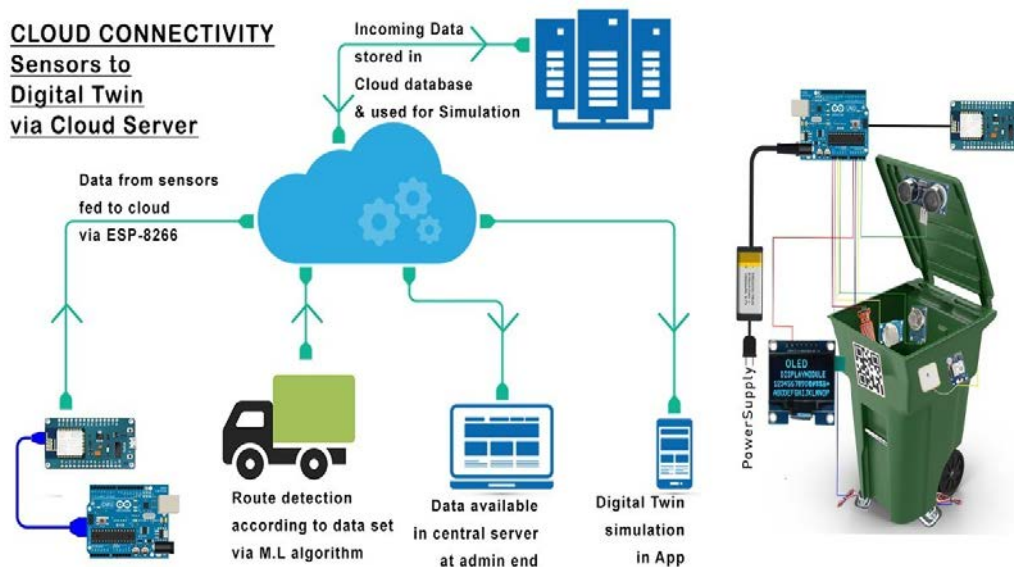 CLOUD CONNECTIVITY
Sensors to
Digital Twin
via Cloud Server
Incoming Data
stored in
Cloud database
& used for Simulation
Data from sensors
fed to cloud
via ESP-8266
Route detection
according to data set
via M.L algorithm
Data available
in central server
at admin end
Digital Twin
simulation
in App
PowerSupply
OLED